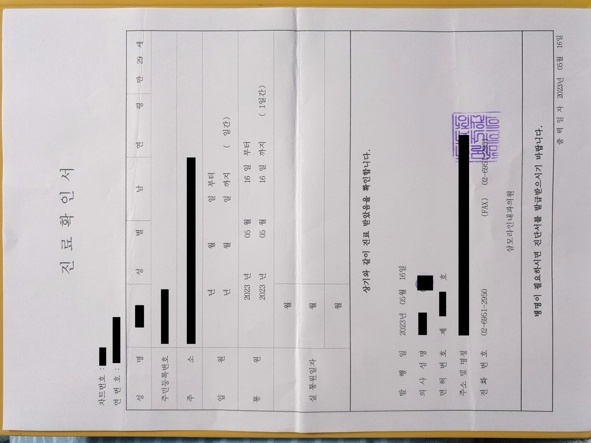 진 료 확 인 서
차트번호 :
연 번 호 :
성 명 성 별 남 연 령 만 29 세
주민등록번호
주 소
입 원 년 월 일 부터
년 월 일 까지 ( 일간)
통 원 2023 년 05 월 16 일 부터
2023 년 05 월 16 일 까지 ( 1일간)
실 통원일자 월
월
월
상기와 같이 진료 받았음을 확인합니다.
발 행 일 2023년 05월 16일
의 사 성 명
면 허 번 호 제 호
주소 및 명칭
전 화 번 호 02-6951-2990 (FAX) 02-695
삼모라인내과의원
병명이 필요하시면 진단서를 발급받으시기 바랍니다.
출 력 일 자 2023년 05월 16일